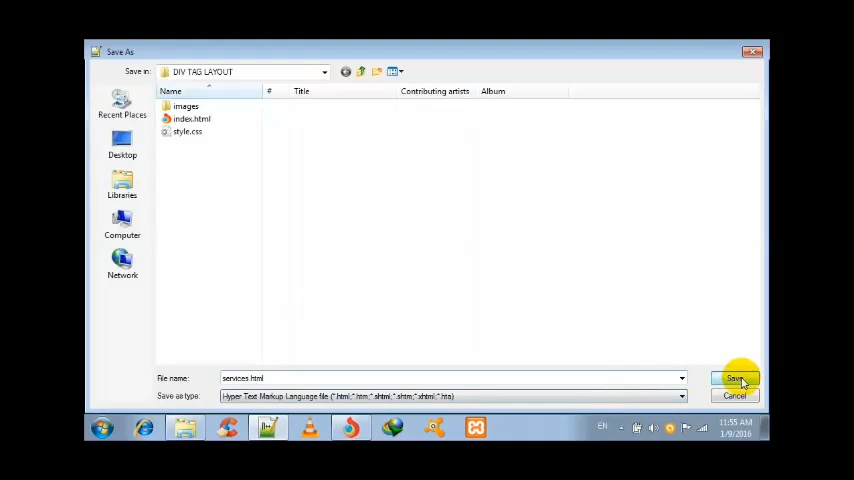 Save As
Save in:
DIV TAG LAYOUT
Name
#
Title
Contributing artists
Album
images
index.html
style.css
Recent Places
Desktop
Libraries
Computer
Network
File name:
services.html
Save
Save as type:
Hyper Text Markup Language file (*.html;*.htm;*.shtml;*.shtm;*.xhtml;*.hta)
Cancel
EN
11:55 AM
1/9/2016